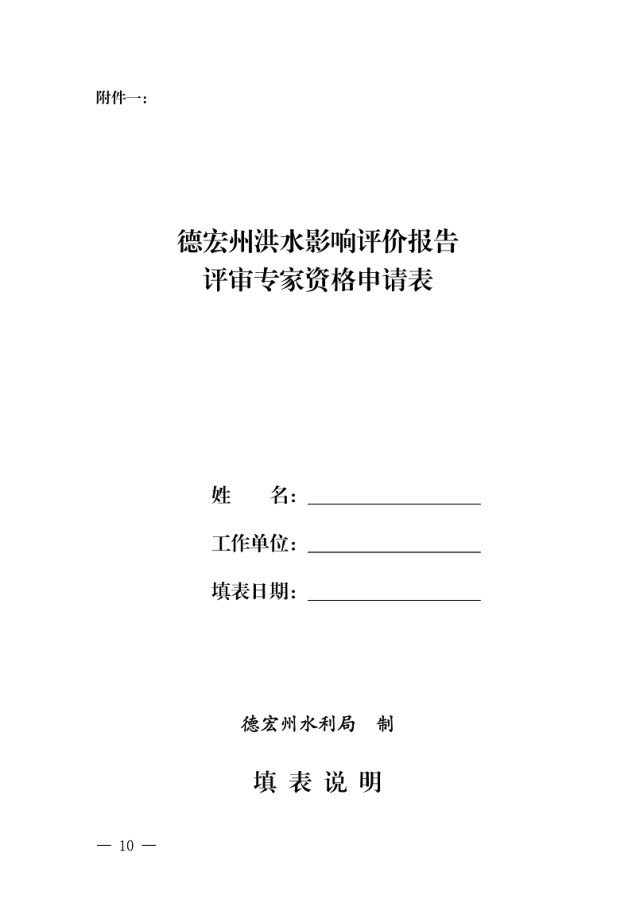 附件一：
德宏州洪水影响评价报告
评审专家资格申请表
姓　　名：
工作单位：
填表日期：
德宏州水利局　制
填 表 说 明
— 10 —